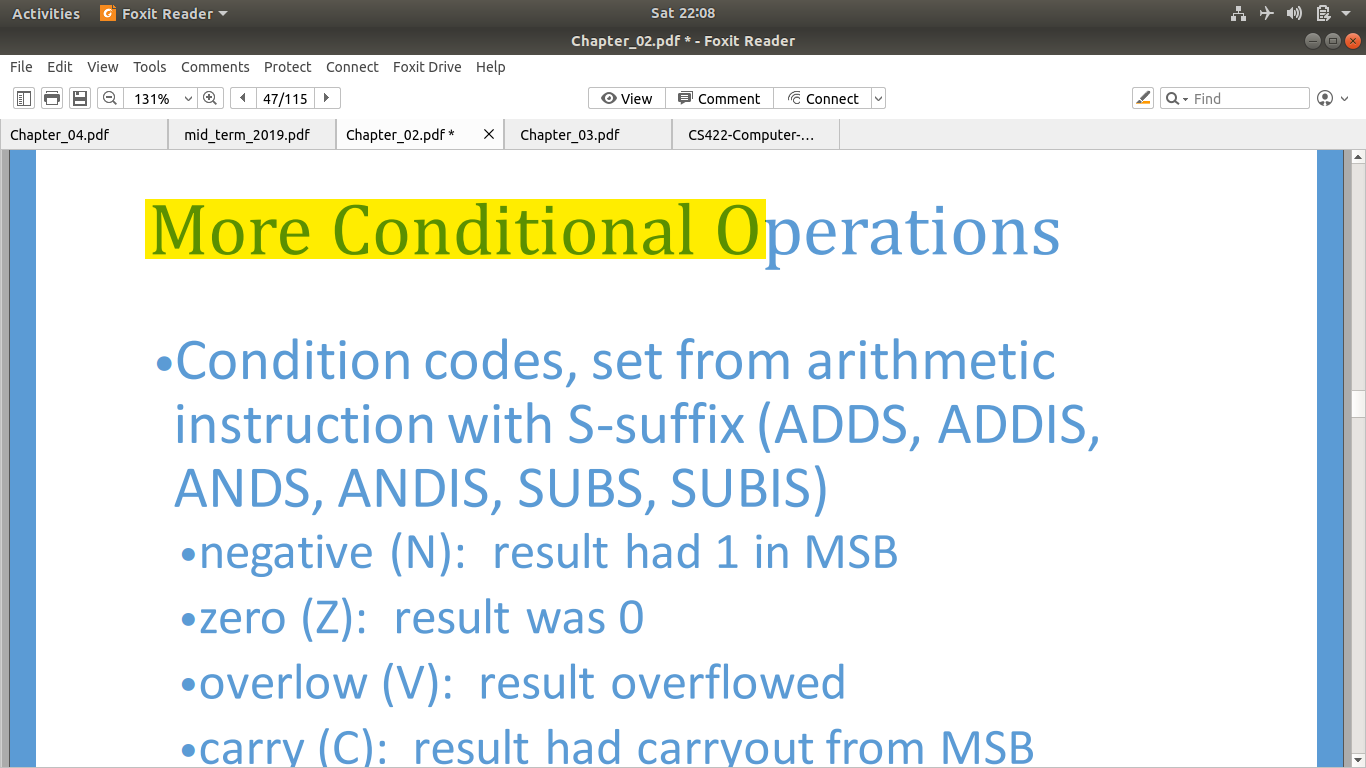 Activities Foxit Reader Sat 22:08
Chapter_02.pdf * - Foxit Reader
File Edit View Tools Comments Protect Connect Foxit Drive Help
131% 47/115 View Comment Connect Find
Chapter_04.pdf mid_term_2019.pdf Chapter_02.pdf * Chapter_03.pdf CS422-Computer-...
More Conditional Operations
•Condition codes, set from arithmetic
instruction with S-suffix (ADDS, ADDIS,
ANDS, ANDIS, SUBS, SUBIS)
•negative (N): result had 1 in MSB
•zero (Z): result was 0
•overlow (V): result overflowed
•carry (C): result had carryout from MSB